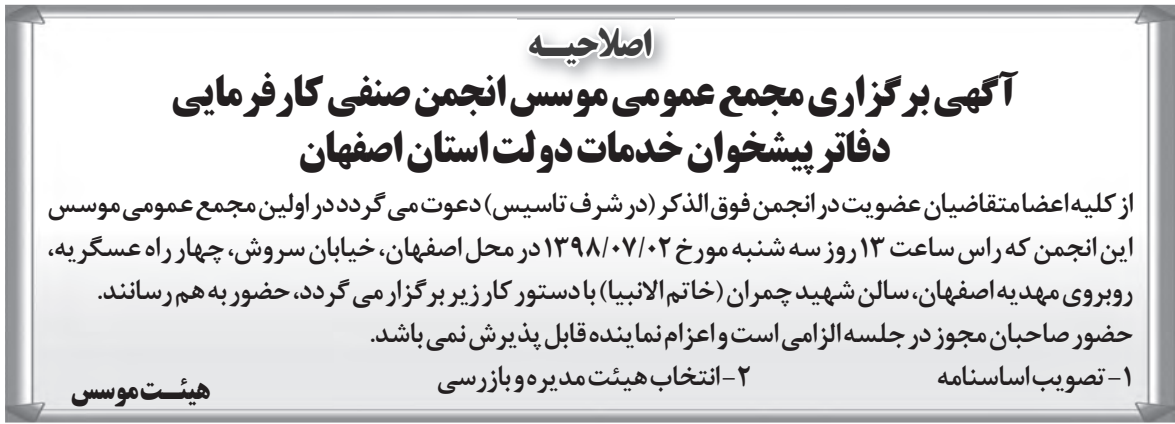 اصلاحیـه
آگهی برگزاری مجمع عمومی موسس انجمن صنفی کارفرمایی
دفاتر پیشخوان خدمات دولت استان اصفهان
از کلیه اعضا متقاضیان عضویت در انجمن فوق الذکر (در شرف تاسیس) دعوت می گردد در اولین مجمع عمومی موسس
این انجمن که راس ساعت ۱۳ روز سه شنبه مورخ ۱۳۹۸/۰۷/۰۲ در محل اصفهان، خیابان سروش، چهار راه عسگریه،
روبروی مهدیه اصفهان، سالن شهید چمران (خاتم الانبیا) با دستور کار زیر برگزار می گردد، حضور به هم رسانند.
حضور صاحبان مجوز در جلسه الزامی است و اعزام نماینده قابل پذیرش نمی باشد.
۱- تصویب اساسنامه ۲- انتخاب هیئت مدیره و بازرسی هیئـت موسس